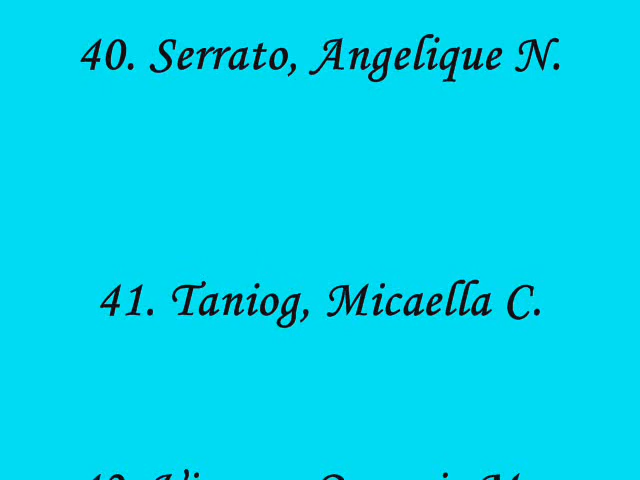 40. Serrato, Angelique N.
41. Taniog, Micaella C.